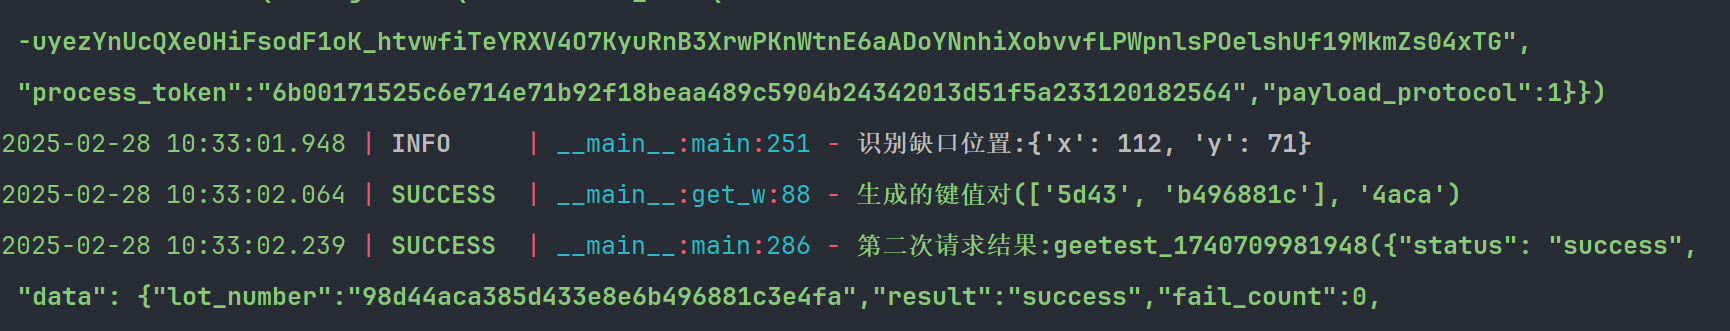 -uyezYnUcQXeOHiFsodF1oK_htvwfiTeYRXV4O7KyuRnB3XrwPKnWtnE6aADoYNnhiXobvvfLPWpnlsPOelshUf19MkmZs04xTG",
"process_token":"6b00171525c6e714e71b92f18beaa489c5904b24342013d51f5a233120182564","payload_protocol":1}})
2025-02-28 10:33:01.948 | INFO     | __main__:main:251 - 识别缺口位置:{'x': 112, 'y': 71}
2025-02-28 10:33:02.064 | SUCCESS  | __main__:get_w:88 - 生成的键值对(['5d43', 'b496881c'], '4aca')
2025-02-28 10:33:02.239 | SUCCESS  | __main__:main:286 - 第二次请求结果:geetest_1740709981948({"status": "success",
"data": {"lot_number":"98d44aca385d433e8e6b496881c3e4fa","result":"success","fail_count":0,